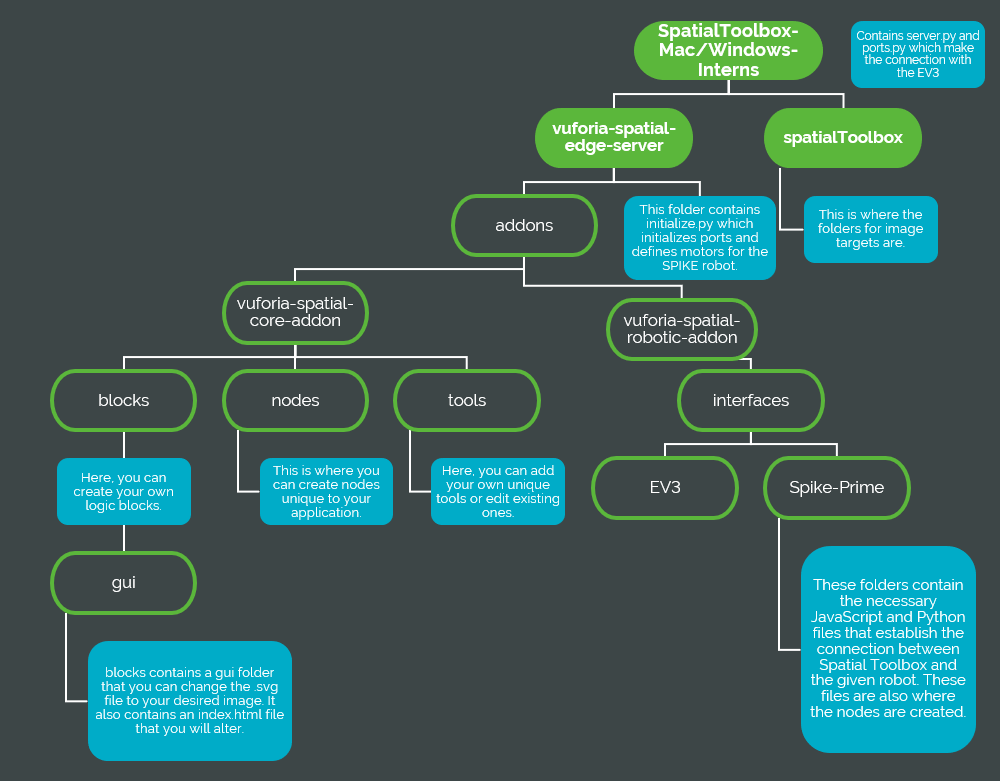 SpatialToolbox-
Mac/Windows-
Interns
Contains server.py and
ports.py which make
the connection with
the EV3
vuforia-spatial-
edge-server
spatialToolbox
addons
This folder contains
initialize.py which
initializes ports and
defines motors for the
SPIKE robot.
This is where the
folders for image
targets are.
vuforia-spatial-
core-addon
vuforia-spatial-
robotic-addon
blocks
nodes
tools
interfaces
Here, you can
create your own
logic blocks.
This is where you
can create nodes
unique to your
application.
Here, you can add
your own unique
tools or edit existing
ones.
EV3
Spike-Prime
gui
These folders contain
the necessary
JavaScript and Python
files that establish the
connection between
Spatial Toolbox and
the given robot. These
files are also where
the nodes are created.
blocks contains a gui folder
that you can change the .svg
file to your desired image. It
also contains an index.html file
that you will alter.